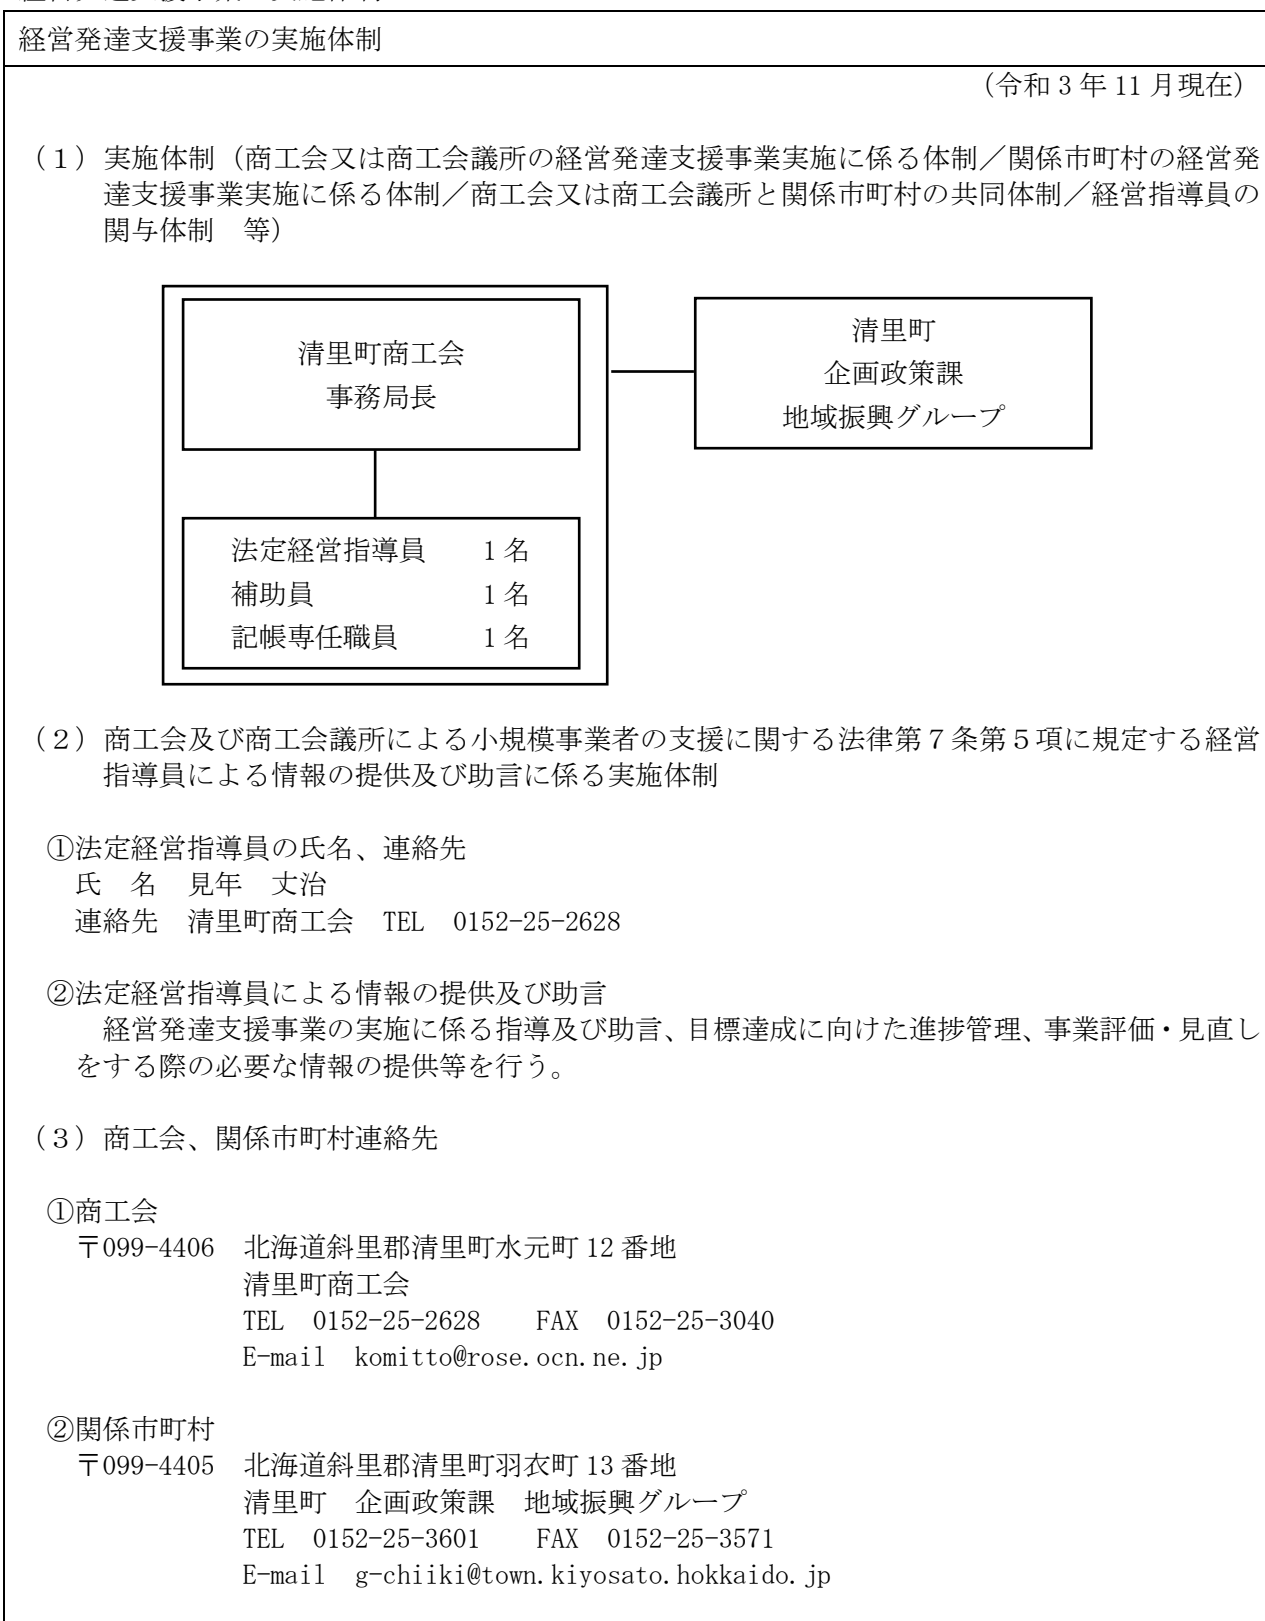 経営発達支援事業の実施体制
（令和３年 11 月現在）
（１）実施体制（商工会又は商工会議所の経営発達支援事業実施に係る体制／関係市町村の経営発
達支援事業実施に係る体制／商工会又は商工会議所と関係市町村の共同体制／経営指導員の
関与体制　等）
清里町商工会
事務局長
清里町
企画政策課
地域振興グループ
法定経営指導員　１名
補助員　１名
記帳専任職員　１名
（２）商工会及び商工会議所による小規模事業者の支援に関する法律第７条第５項に規定する経営
指導員による情報の提供及び助言に係る実施体制
①法定経営指導員の氏名、連絡先
氏　名　見年　丈治
連絡先　清里町商工会　TEL　0152-25-2628
②法定経営指導員による情報の提供及び助言
経営発達支援事業の実施に係る指導及び助言、目標達成に向けた進捗管理、事業評価・見直し
をする際の必要な情報の提供等を行う。
（３）商工会、関係市町村連絡先
①商工会
〒099-4406　北海道斜里郡清里町水元町 12 番地
清里町商工会
TEL　0152-25-2628　　FAX　0152-25-3040
E-mail　komitto@rose.ocn.ne.jp
②関係市町村
〒099-4405　北海道斜里郡清里町羽衣町 13 番地
清里町　企画政策課　地域振興グループ
TEL　0152-25-3601　　FAX　0152-25-3571
E-mail　g-chiiki@town.kiyosato.hokkaido.jp